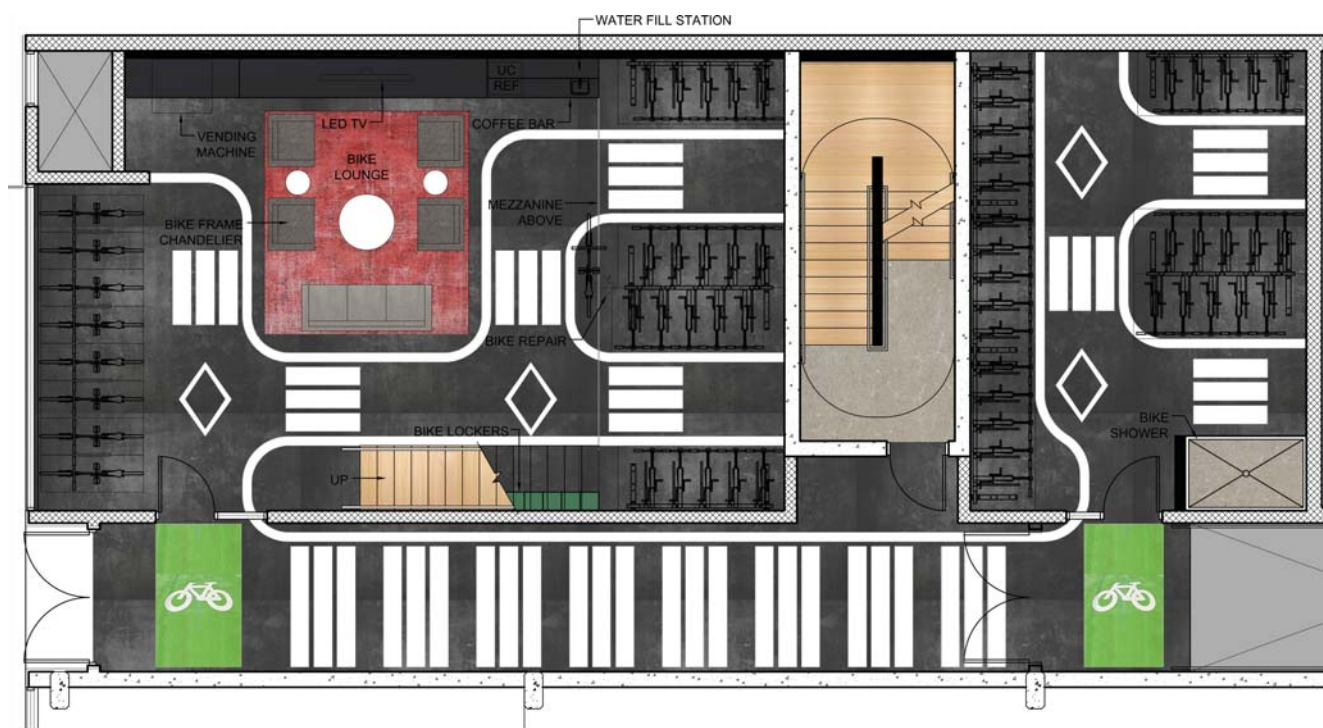 WATER FILL STATION
UC
REF
VENDING
MACHINE
LED TV
COFFEE BAR
BIKE
LOUNGE
BIKE FRAME
CHANDELIER
MEZZANINE
ABOVE
BIKE REPAIR
BIKE LOCKERS
UP
BIKE
SHOWER